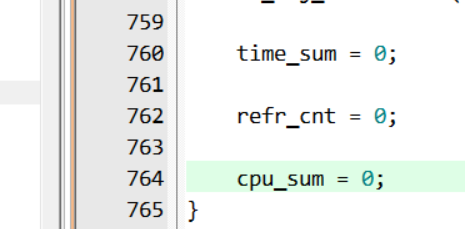 759
760 time_sum = 0;
761
762 refr_cnt = 0;
763
764 cpu_sum = 0;
765 }